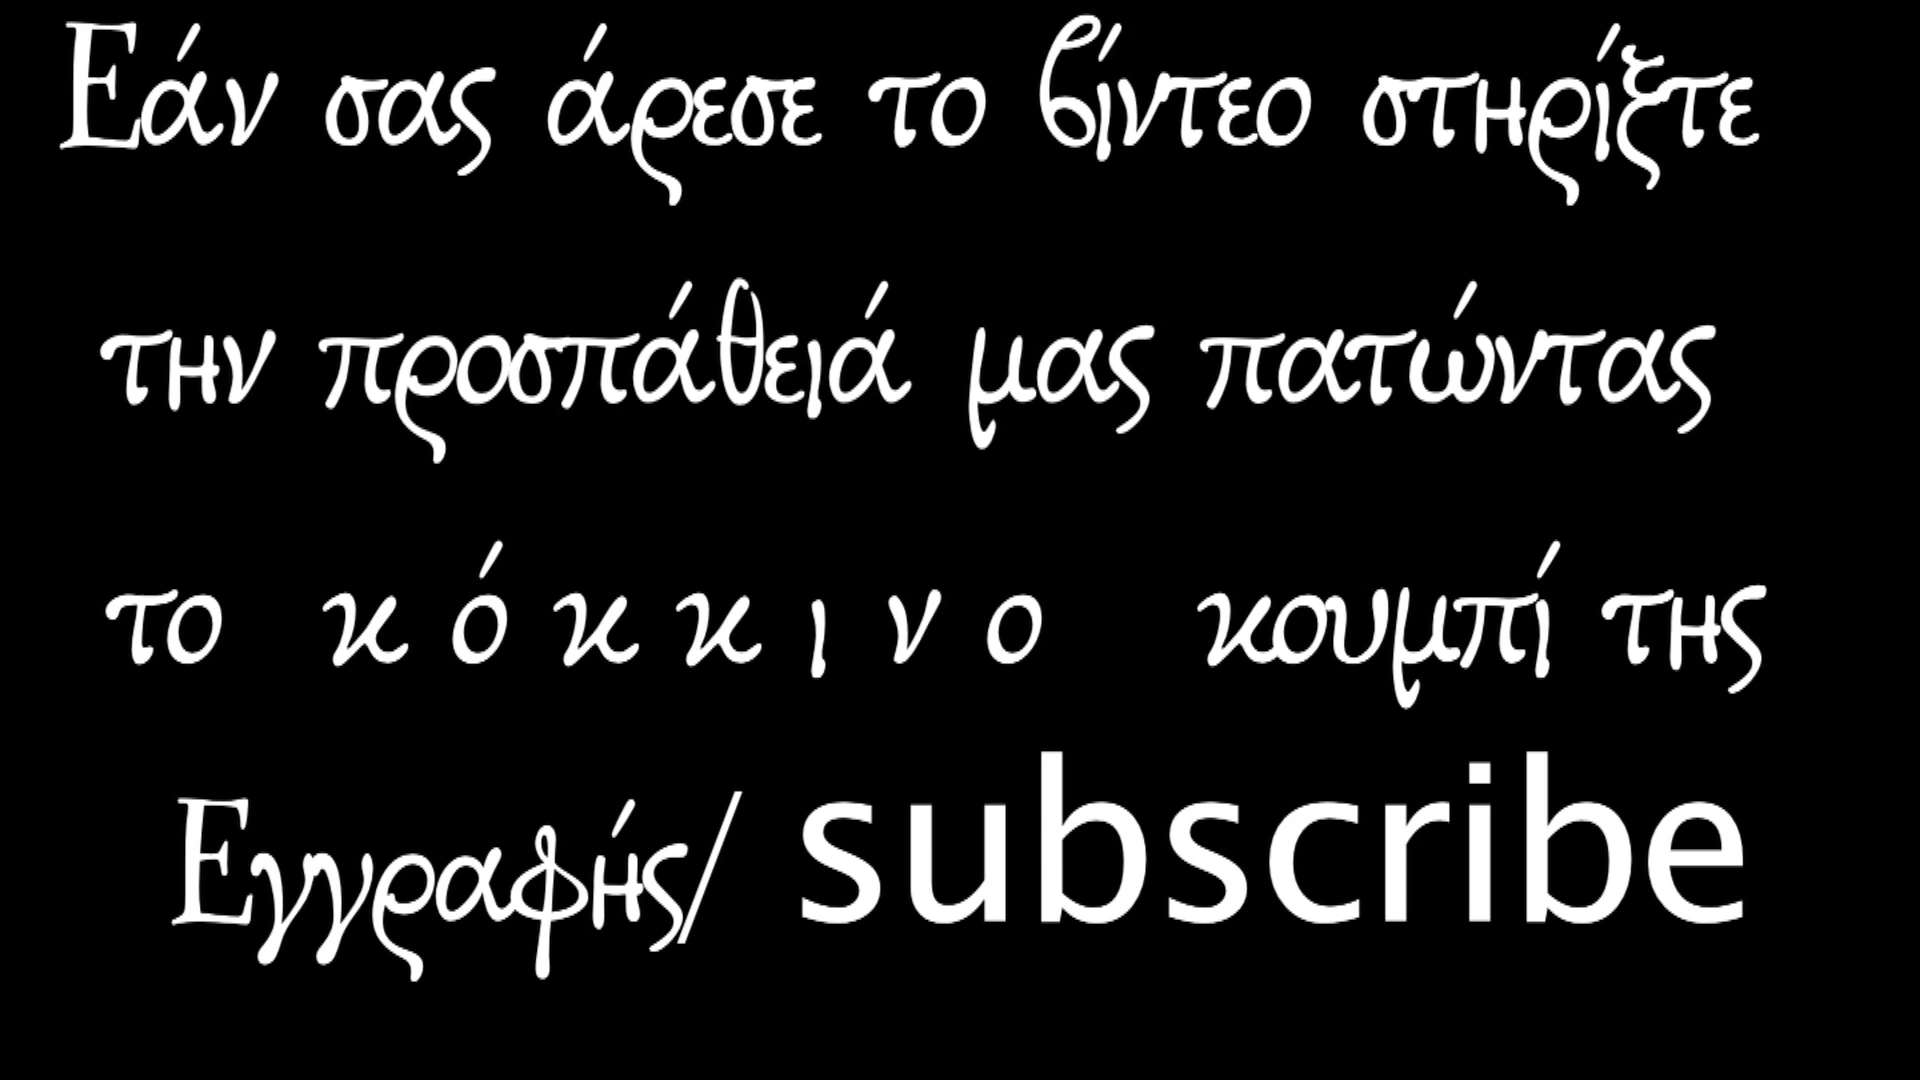 Εάν σας άρεσε το βίντεο στηρίξτε
την προσπάθειά μας πατώντας
το κ ό κ κ ι ν ο κουμπί της
Εγγραφής/ subscribe